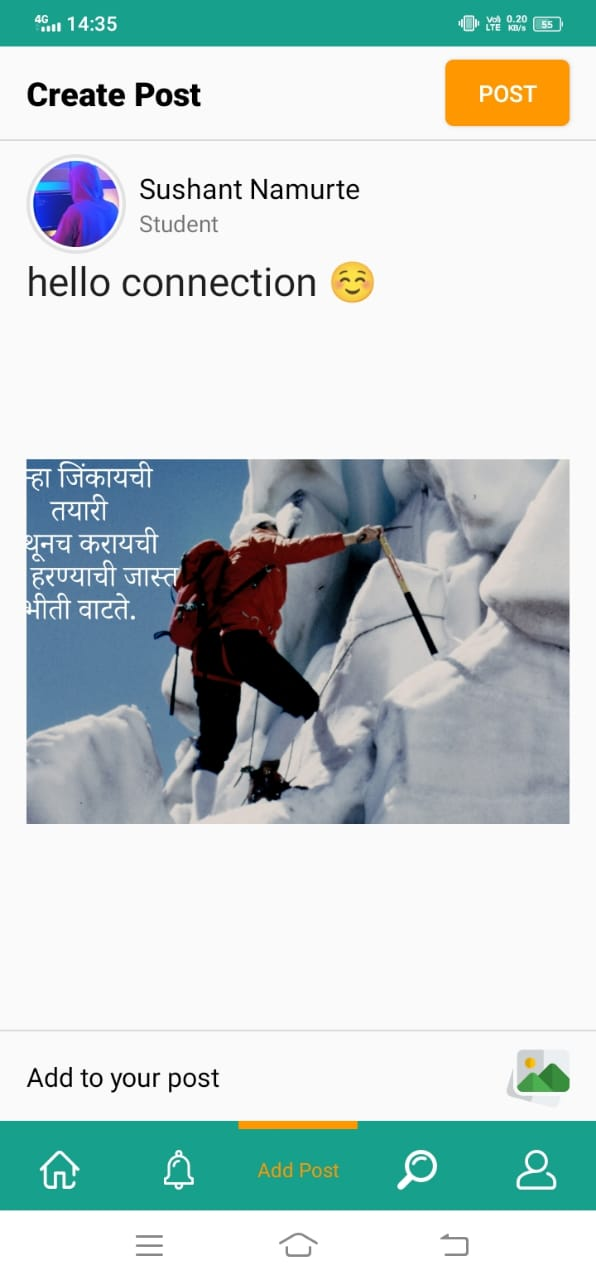 4G 14:35 Vo) LTE 0.20 KB/s 55
Create Post
POST
Sushant Namurte
Student
hello connection ☺️
जिंकायची
तयारी
करायची
हरण्याची जास्त
भीती वाटते.
Add to your post
Add Post